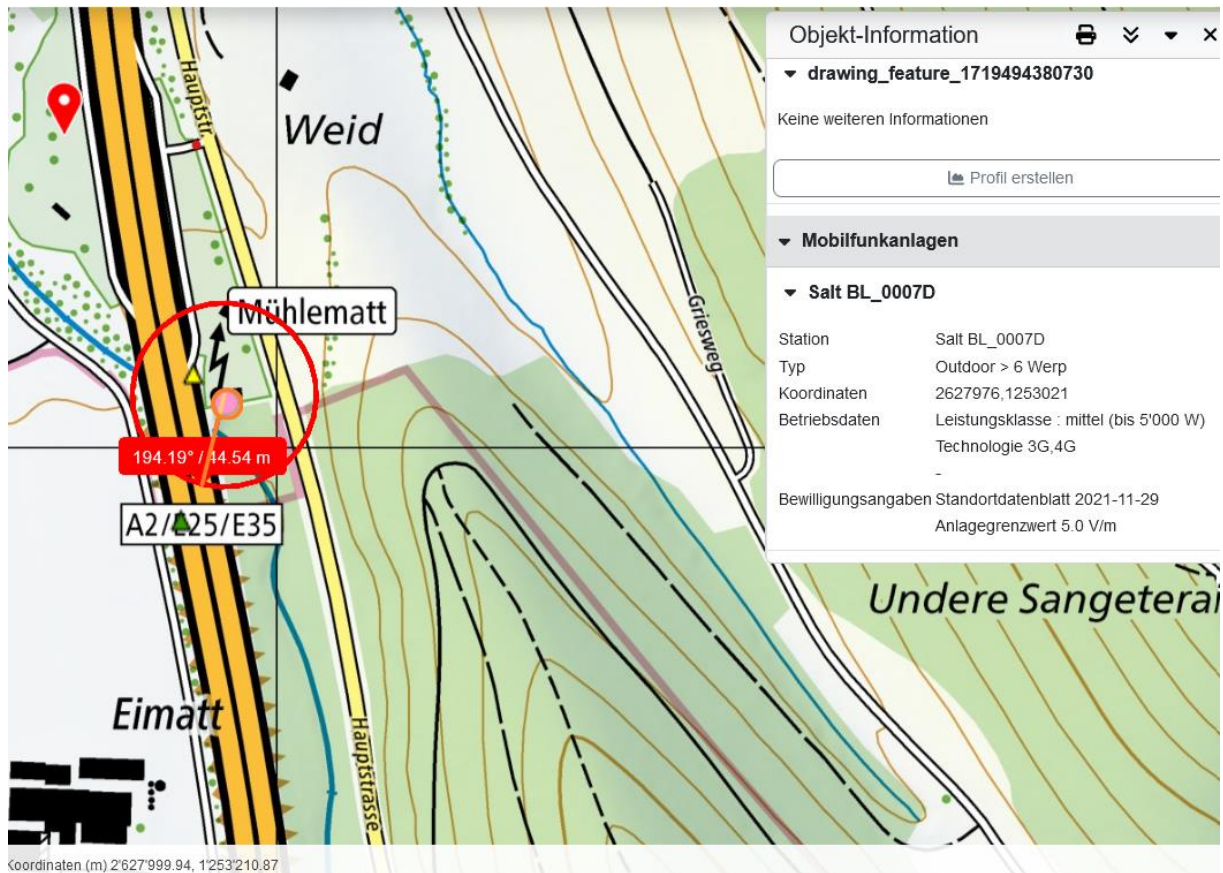 Objekt-Information
drawing_feature_1719494380730
Keine weiteren Informationen
Profil erstellen
Mobilfunkanlagen
Salt BL_0007D
Station Salt BL_0007D
Typ Outdoor > 6 Werp
Koordinaten 2627976,1253021
Betriebsdaten Leistungsklasse : mittel (bis 5'000 W)
Technologie 3G,4G
-
Bewilligungsangaben Standortdatenblatt 2021-11-29
Anlagegrenzwert 5.0 V/m
Hauptstr.
Weid
Mühlematt
Griesweg
194.19° / 44.54 m
A2/E25/E35
Undere Sangeterai
Eimatt
Hauptstrasse
Koordinaten (m) 2'627'999.94, 1'253'210.87